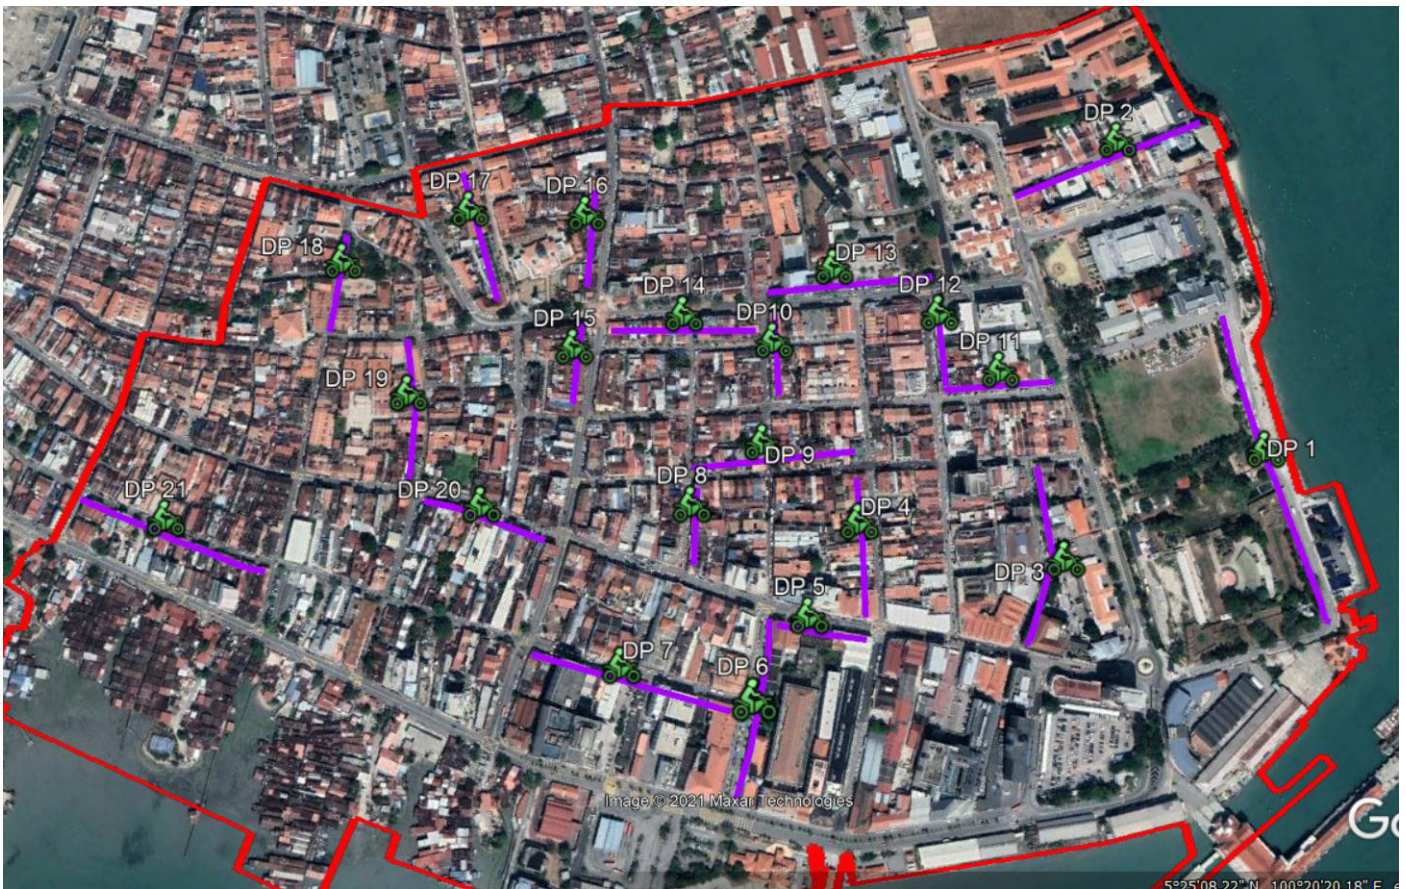 DP 2
DP 17
DP 16
DP 18
DP 13
DP 14
DP 12
DP 15
DP10
DP 11
DP 19
DP 1
DP 9
DP 8
DP 21
DP 20
DP 4
DP 3
DP 5
DP 7
DP 6
Image © 2021 Maxar Technologies
Go
5°25'08.22" N 100°20'20.18" E e